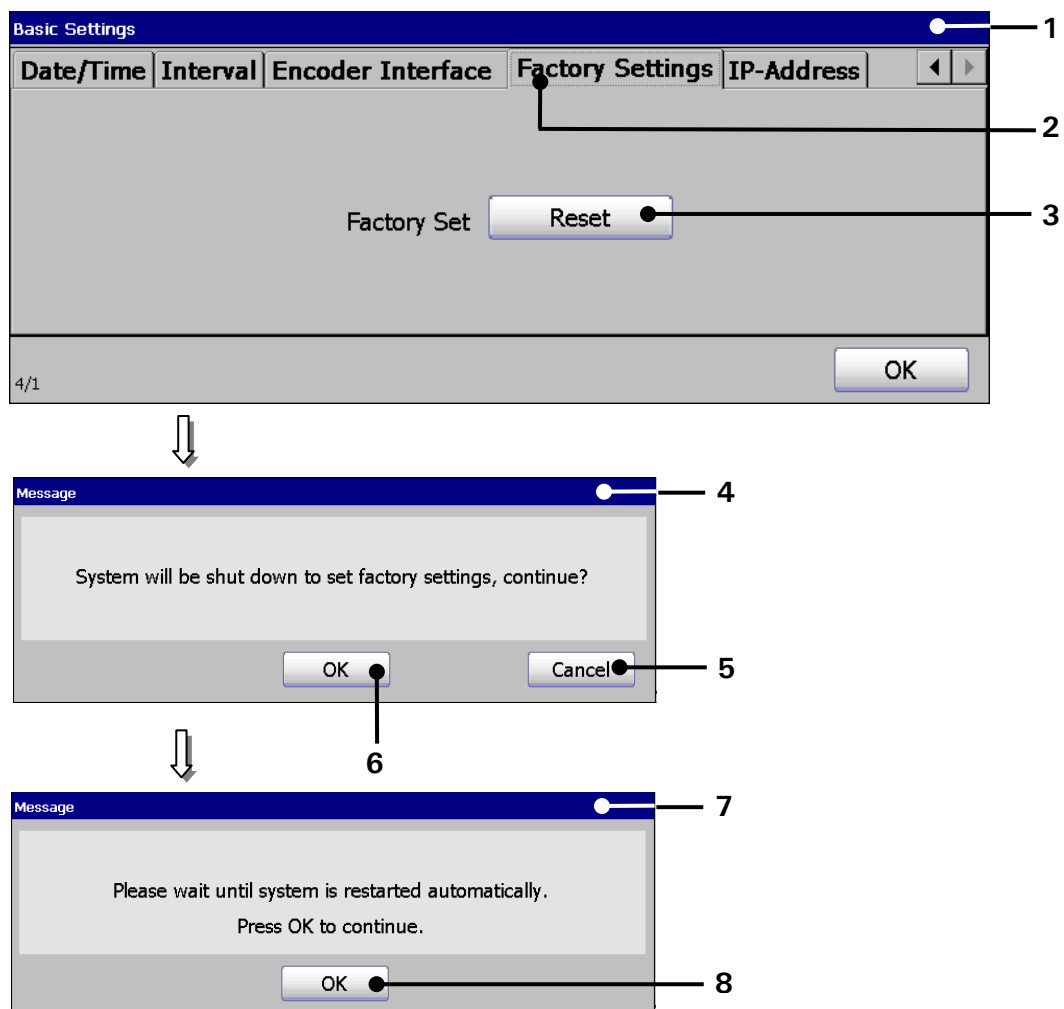 Basic Settings
1
Date/Time Interval Encoder Interface Factory Settings IP-Address
2
Factory Set Reset
3
OK
4/1
Message
4
System will be shut down to set factory settings, continue?
OK Cancel
5
6
Message
7
Please wait until system is restarted automatically.
Press OK to continue.
OK
8